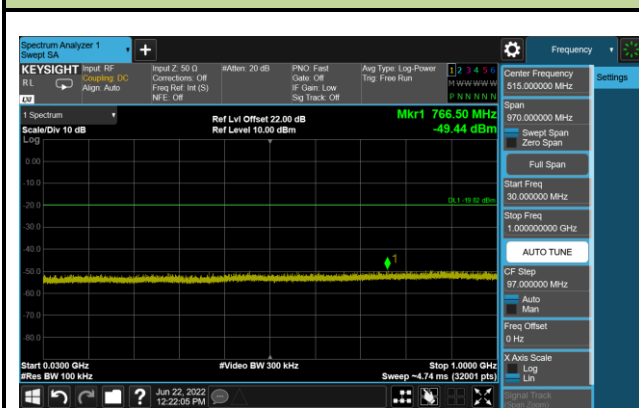 Spectrum Analyzer 1
Swept SA
Frequency
KEYSIGHT
R L
LXI
Input: RF
Coupling: DC
Align: Auto
Input Z: 50 Ω
Corrections: Off
Freq Ref: Int (S)
NFE: Off
#Atten: 20 dB
PNO: Fast
Gate: Off
IF Gain: Low
Sig Track: Off
Avg Type: Log-Power
Trig: Free Run
1 2 3 4 5 6
M W W W W W
P N N N N N
Center Frequency
515.000000 MHz
Settings
Span
970.000000 MHz
Swept Span
Zero Span
Full Span
Start Freq
30.000000 MHz
Stop Freq
1.000000000 GHz
AUTO TUNE
CF Step
97.000000 MHz
Auto
Man
Freq Offset
0 Hz
X Axis Scale
Log
Lin
Signal Track
(Span Zoom)
1 Spectrum
Scale/Div 10 dB
Log
Ref Lvl Offset 22.00 dB
Ref Level 10.00 dBm
Mkr1 766.50 MHz
-49.44 dBm
0.00
-10.0
-20.0
-30.0
-40.0
-50.0
-60.0
-70.0
-80.0
1
Start 0.0300 GHz
#Res BW 100 kHz
#Video BW 300 kHz
Stop 1.0000 GHz
Sweep ~4.74 ms (32001 pts)
?
Jun 22, 2022
12:22:05 PM